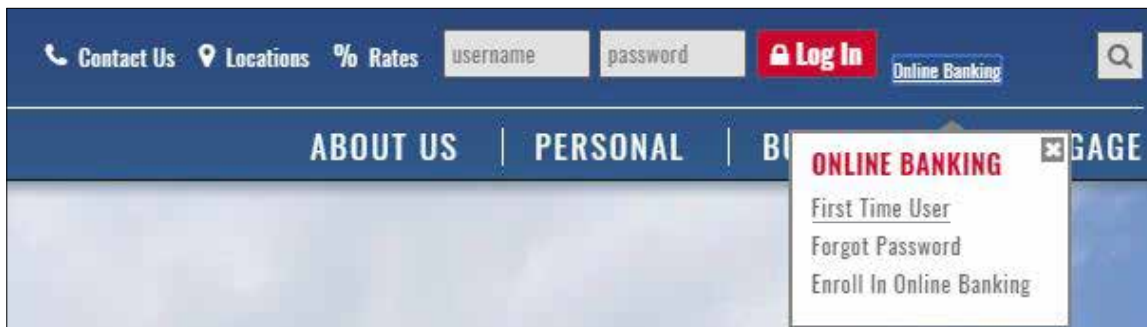 Contact Us Locations % Rates username password Log In Online Banking
ABOUT US PERSONAL
ONLINE BANKING
First Time User
Forgot Password
Enroll In Online Banking